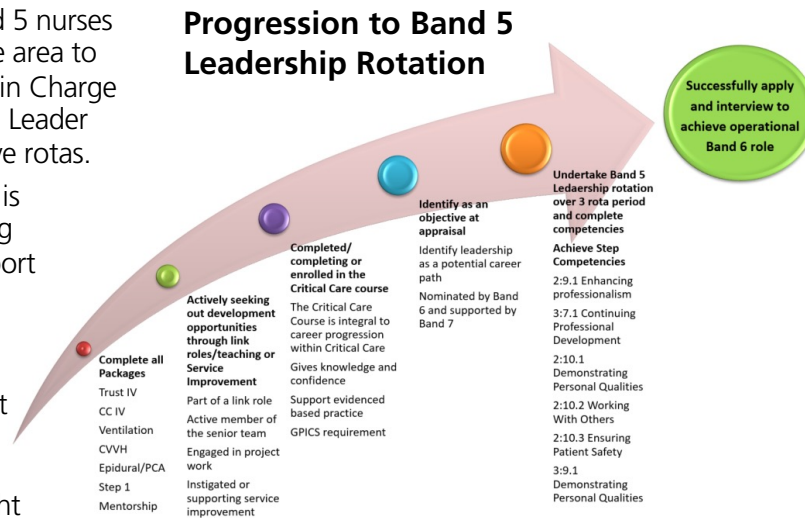 d 5 nurses
e area to
in Charge
Leader
ve rotas.
is
g
port
t
nt
Progression to Band 5
Leadership Rotation
Complete all
Packages
Trust IV
CC IV
Ventilation
CVVH
Epidural/PCA
Step 1
Mentorship
Actively seeking
out development
opportunities
through link
roles/teaching or
Service
Improvement
Part of a link role
Active member of
the senior team
Engaged in project
work
Instigated or
supporting service
improvement
Completed/
completing or
enrolled in the
Critical Care course
The Critical Care
Course is integral to
career progression
within Critical Care
Gives knowledge and
confidence
Support evidenced
based practice
GPICS requirement
Identify as an
objective at
appraisal
Identify leadership
as a potential career
path
Nominated by Band
6 and supported by
Band 7
Undertake Band 5
Ledaership rotation
over 3 rota period
and complete
competencies
Achieve Step
Competencies
2:9.1 Enhancing
professionalism
3:7.1 Continuing
Professional
Development
2:10.1
Demonstrating
Personal Qualities
2:10.2 Working
With Others
2:10.3 Ensuring
Patient Safety
3:9.1
Demonstrating
Personal Qualities
Successfully apply
and interview to
achieve operational
Band 6 role